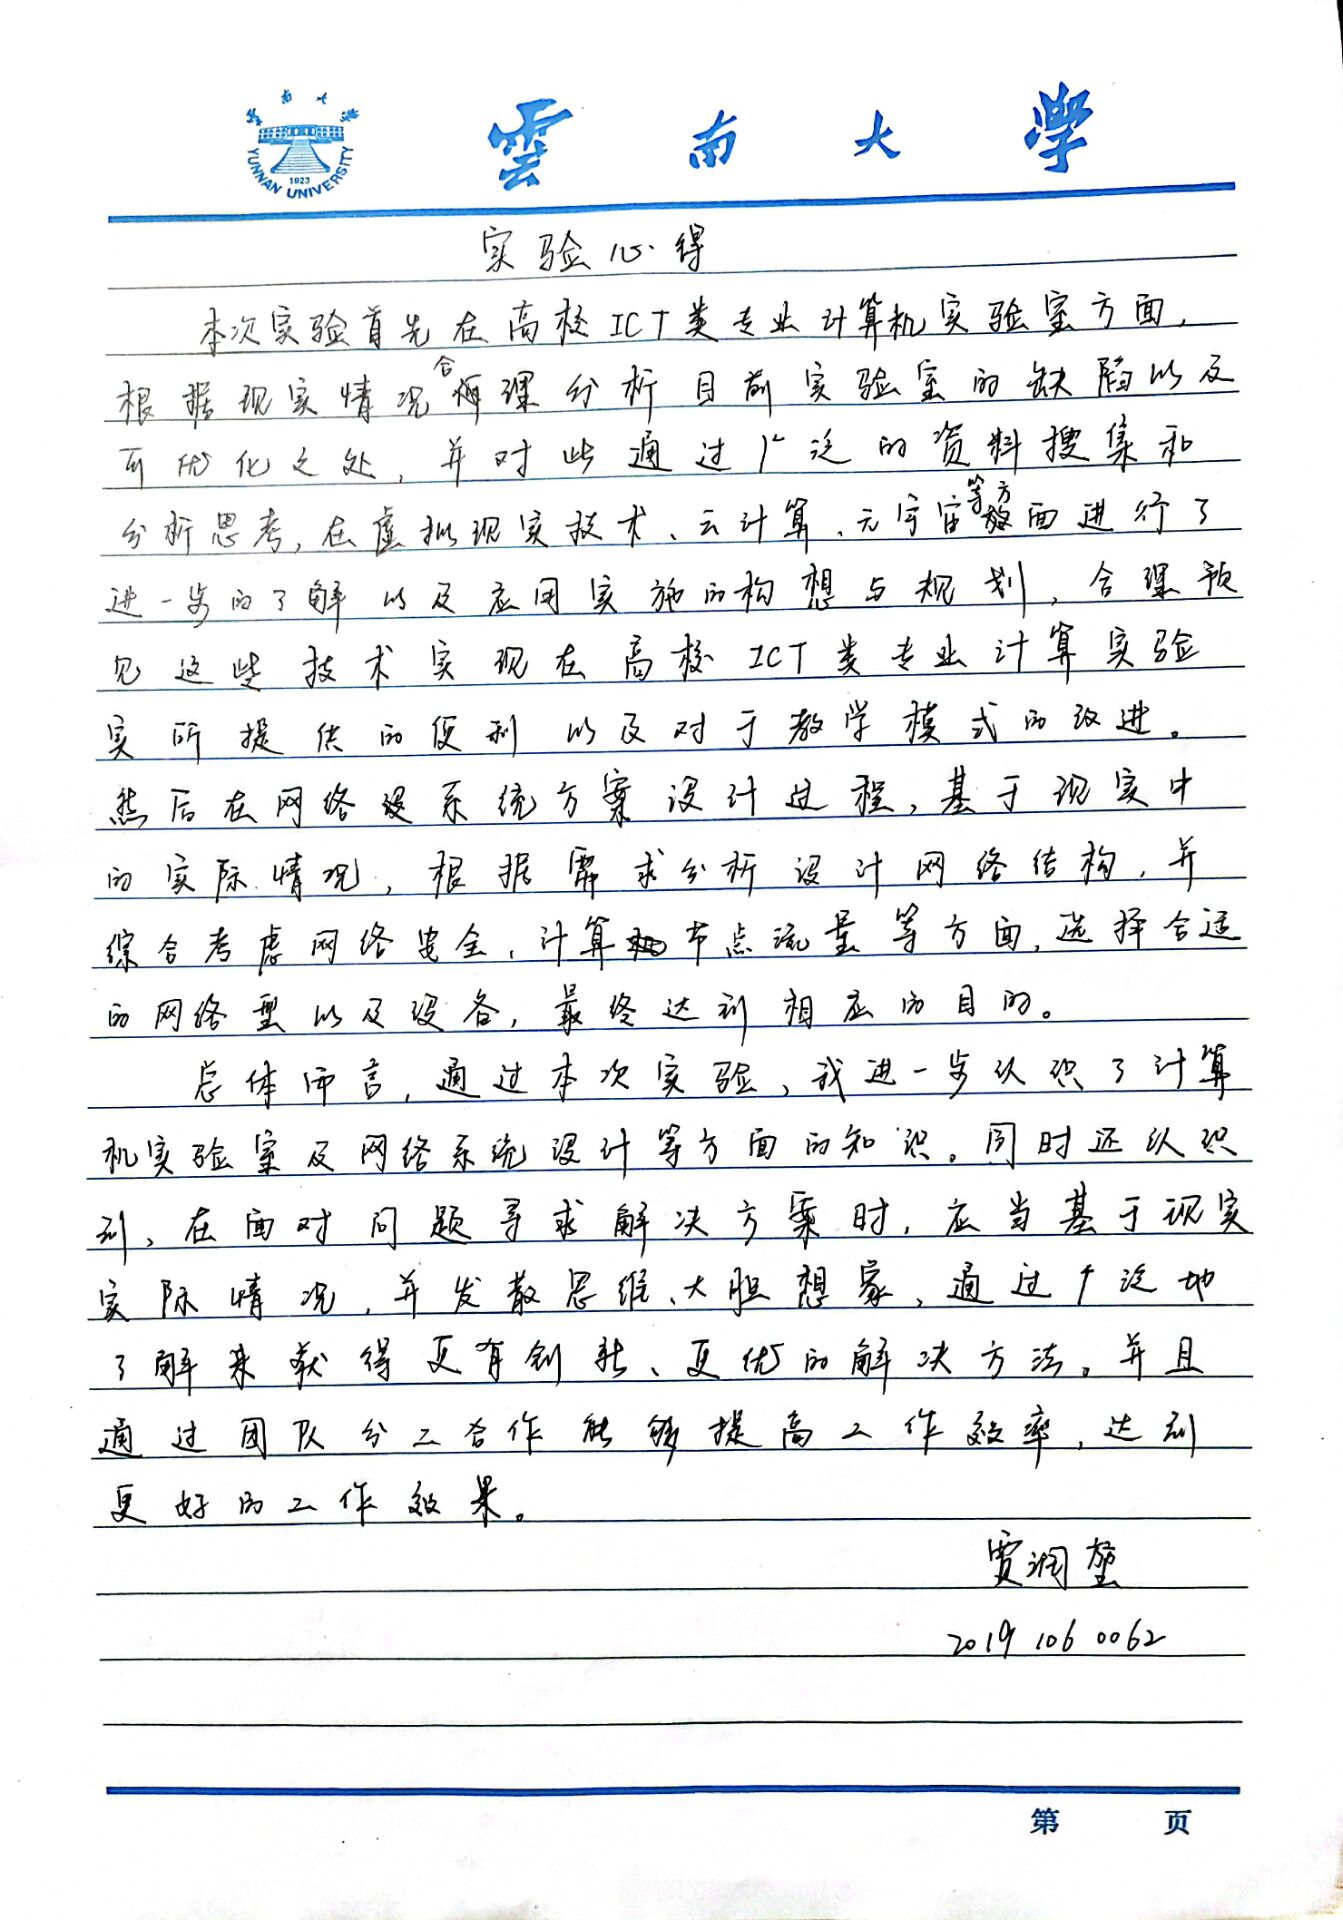 云南大学
YUNNAN UNIVERSITY
1923
雲南大學
实验心得
本次实验首先在高校ICT类专业计算机实验室方面，
根据现实情况合理分析目前实验室的缺陷以及
可优化之处，并对此通过广泛的资料搜集和
分析思考，在虚拟现实技术、云计算、元宇宙等方面进行了
进一步的了解以及应用实施的构想与规划，合理预
见这些技术实现在高校ICT类专业计算实验
实所提供的便利以及对于教学模式的改进。
然后在网络设系统方案设计过程，基于现实中
的实际情况，根据需求分析设计网络结构，并
综合考虑网络安全，计算节点流量等方面，选择合适
的网络型以及设备，最终达到相应的目的。
总体而言，通过本次实验，我进一步认识了计算
机实验室及网络系统设计等方面的知识。同时还认识
到，在面对问题寻求解决方案时，应当基于现实
实际情况，并发散思维、大胆想象，通过广泛地
了解来获得更有创新、更优的解决方法。并且
通过团队分工合作能够提高工作效率，达到
更好的工作效果。
贾润堃
20191060062
第 页